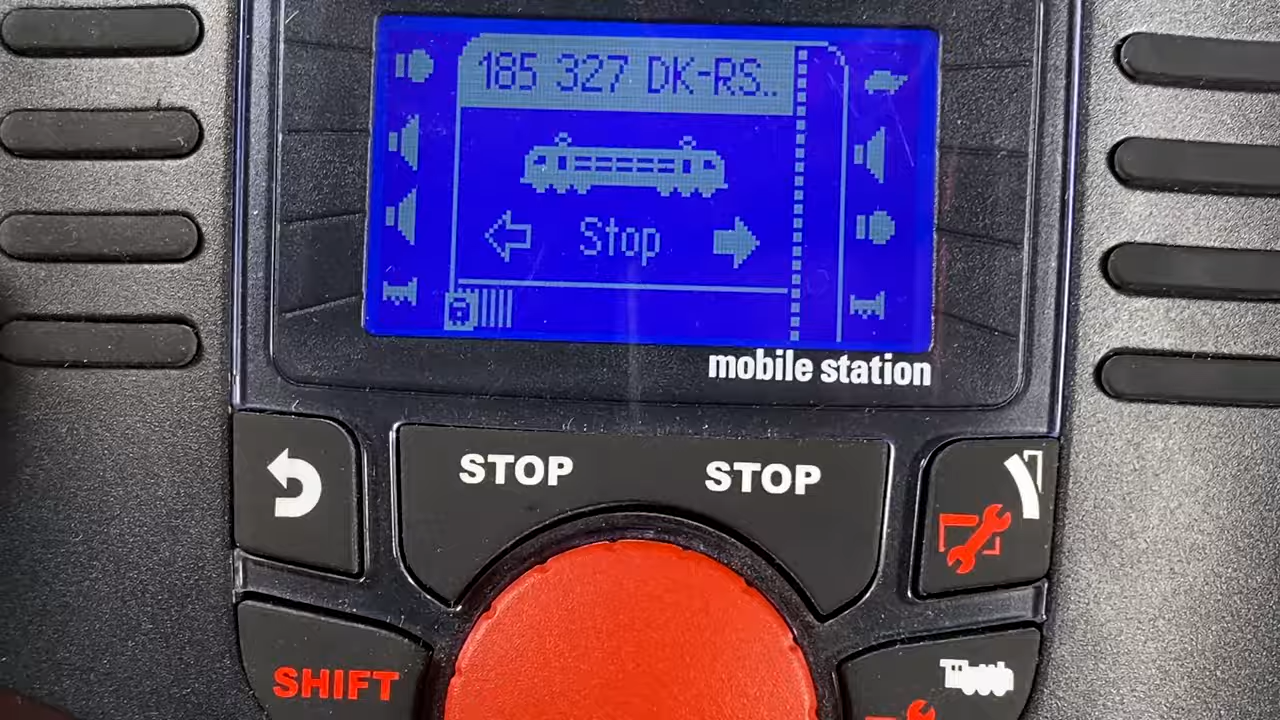 185 327 DK-RS..
Stop
mobile station
STOP STOP
SHIFT